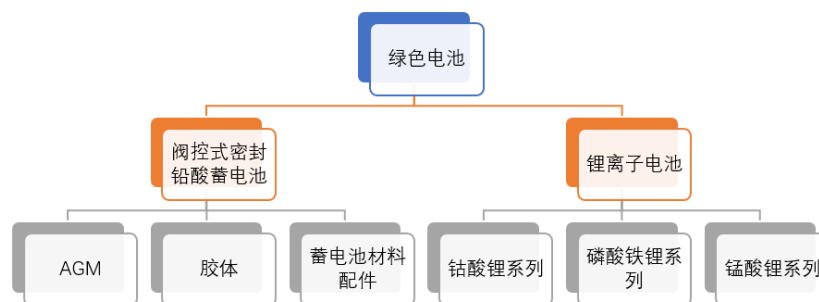 绿色电池
阀控式密封
铅酸蓄电池
锂离子电池
AGM
胶体
蓄电池材料
配件
钴酸锂系列
磷酸铁锂系
列
锰酸锂系列